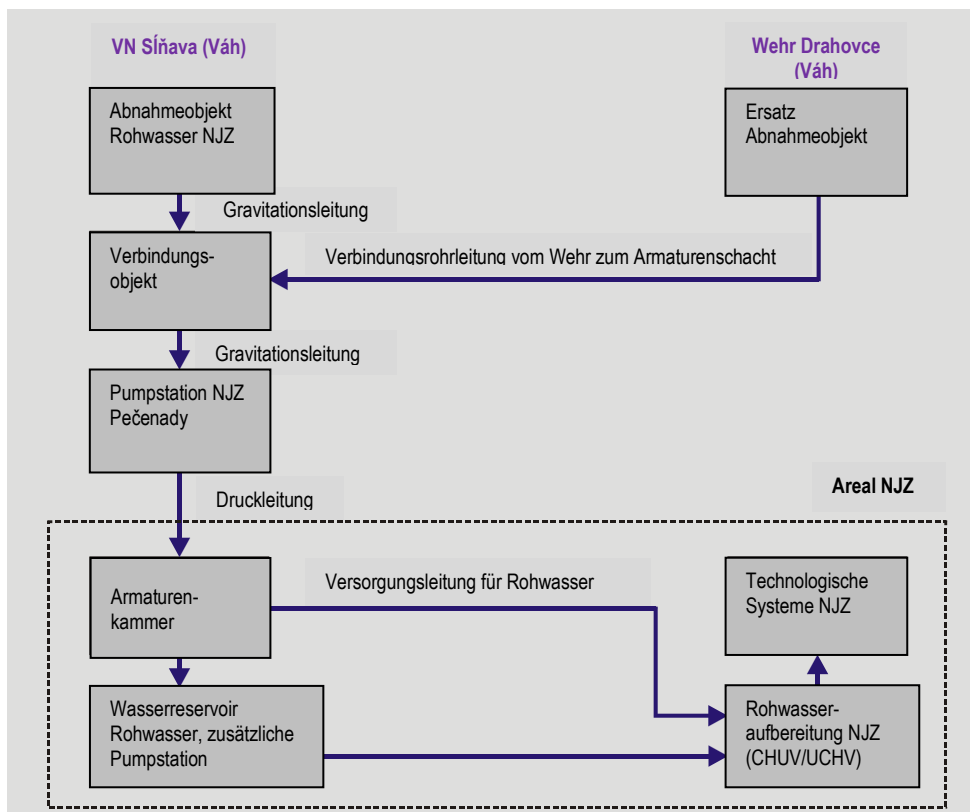 VN Sĺňava (Váh)
Wehr Drahovce
(Váh)
Abnahmeobjekt
Rohwasser NJZ
Ersatz
Abnahmeobjekt
Gravitationsleitung
Verbindungs-
objekt
Verbindungsrohrleitung vom Wehr zum Armaturenschacht
Gravitationsleitung
Pumpstation NJZ
Pečenady
Druckleitung
Areal NJZ
Armaturen-
kammer
Versorgungsleitung für Rohwasser
Technologische
Systeme NJZ
Wasserreservoir
Rohwasser, zusätzliche
Pumpstation
Rohwasser-
aufbereitung NJZ
(CHUV/UCHV)